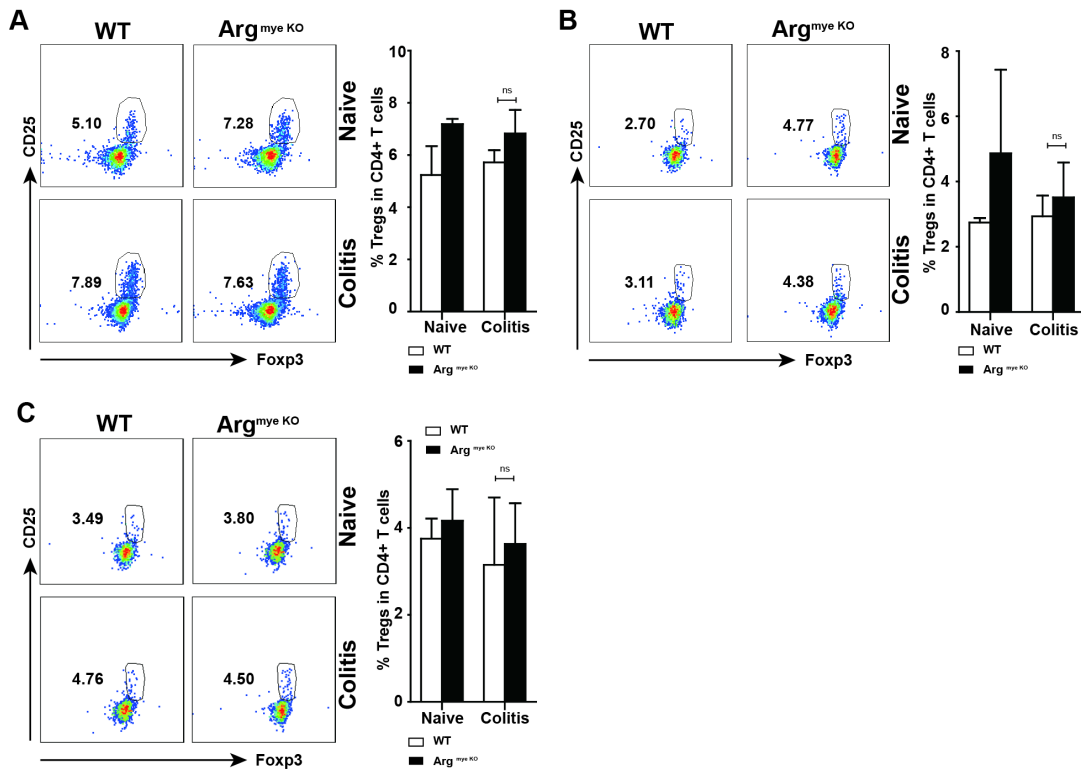 A
WT
Arg mye KO
CD25
5.10
7.28
Naive
7.89
7.63
Colitis
Foxp3
% Tregs in CD4+ T cells
10
8
6
4
2
0
ns
Naive
Colitis
WT
Arg mye KO
B
WT
Arg mye KO
CD25
2.70
4.77
Naive
3.11
4.38
Colitis
Foxp3
% Tregs in CD4+ T cells
8
6
4
2
0
ns
Naive
Colitis
WT
Arg mye KO
C
WT
Arg mye KO
CD25
3.49
3.80
Naive
4.76
4.50
Colitis
Foxp3
% Tregs in CD4+ T cells
6
4
2
0
WT
Arg mye KO
ns
Naive
Colitis
WT
Arg mye KO